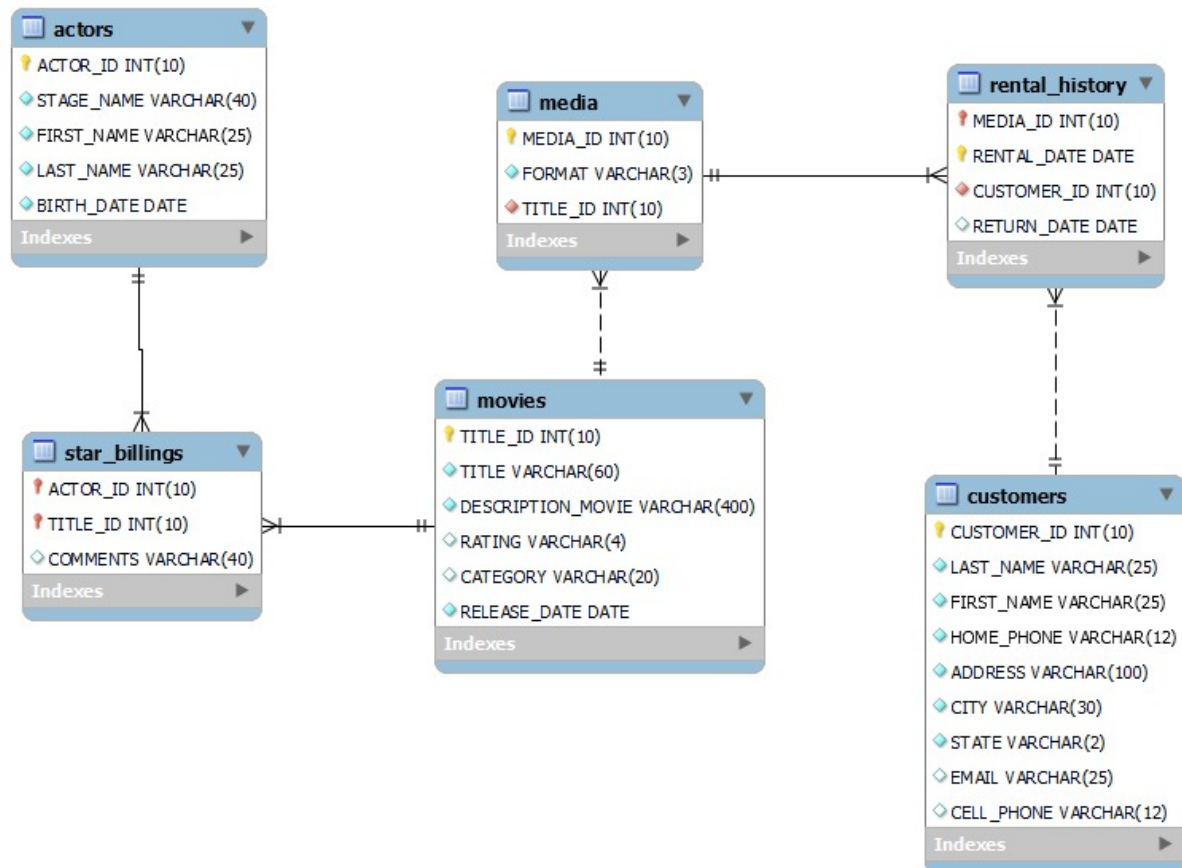 actors
ACTOR_ID INT(10)
STAGE_NAME VARCHAR(40)
FIRST_NAME VARCHAR(25)
LAST_NAME VARCHAR(25)
BIRTH_DATE DATE
Indexes
media
MEDIA_ID INT(10)
FORMAT VARCHAR(3)
TITLE_ID INT(10)
Indexes
rental_history
MEDIA_ID INT(10)
RENTAL_DATE DATE
CUSTOMER_ID INT(10)
RETURN_DATE DATE
Indexes
star_billings
ACTOR_ID INT(10)
TITLE_ID INT(10)
COMMENTS VARCHAR(40)
Indexes
movies
TITLE_ID INT(10)
TITLE VARCHAR(60)
DESCRIPTION_MOVIE VARCHAR(400)
RATING VARCHAR(4)
CATEGORY VARCHAR(20)
RELEASE_DATE DATE
Indexes
customers
CUSTOMER_ID INT(10)
LAST_NAME VARCHAR(25)
FIRST_NAME VARCHAR(25)
HOME_PHONE VARCHAR(12)
ADDRESS VARCHAR(100)
CITY VARCHAR(30)
STATE VARCHAR(2)
EMAIL VARCHAR(25)
CELL_PHONE VARCHAR(12)
Indexes